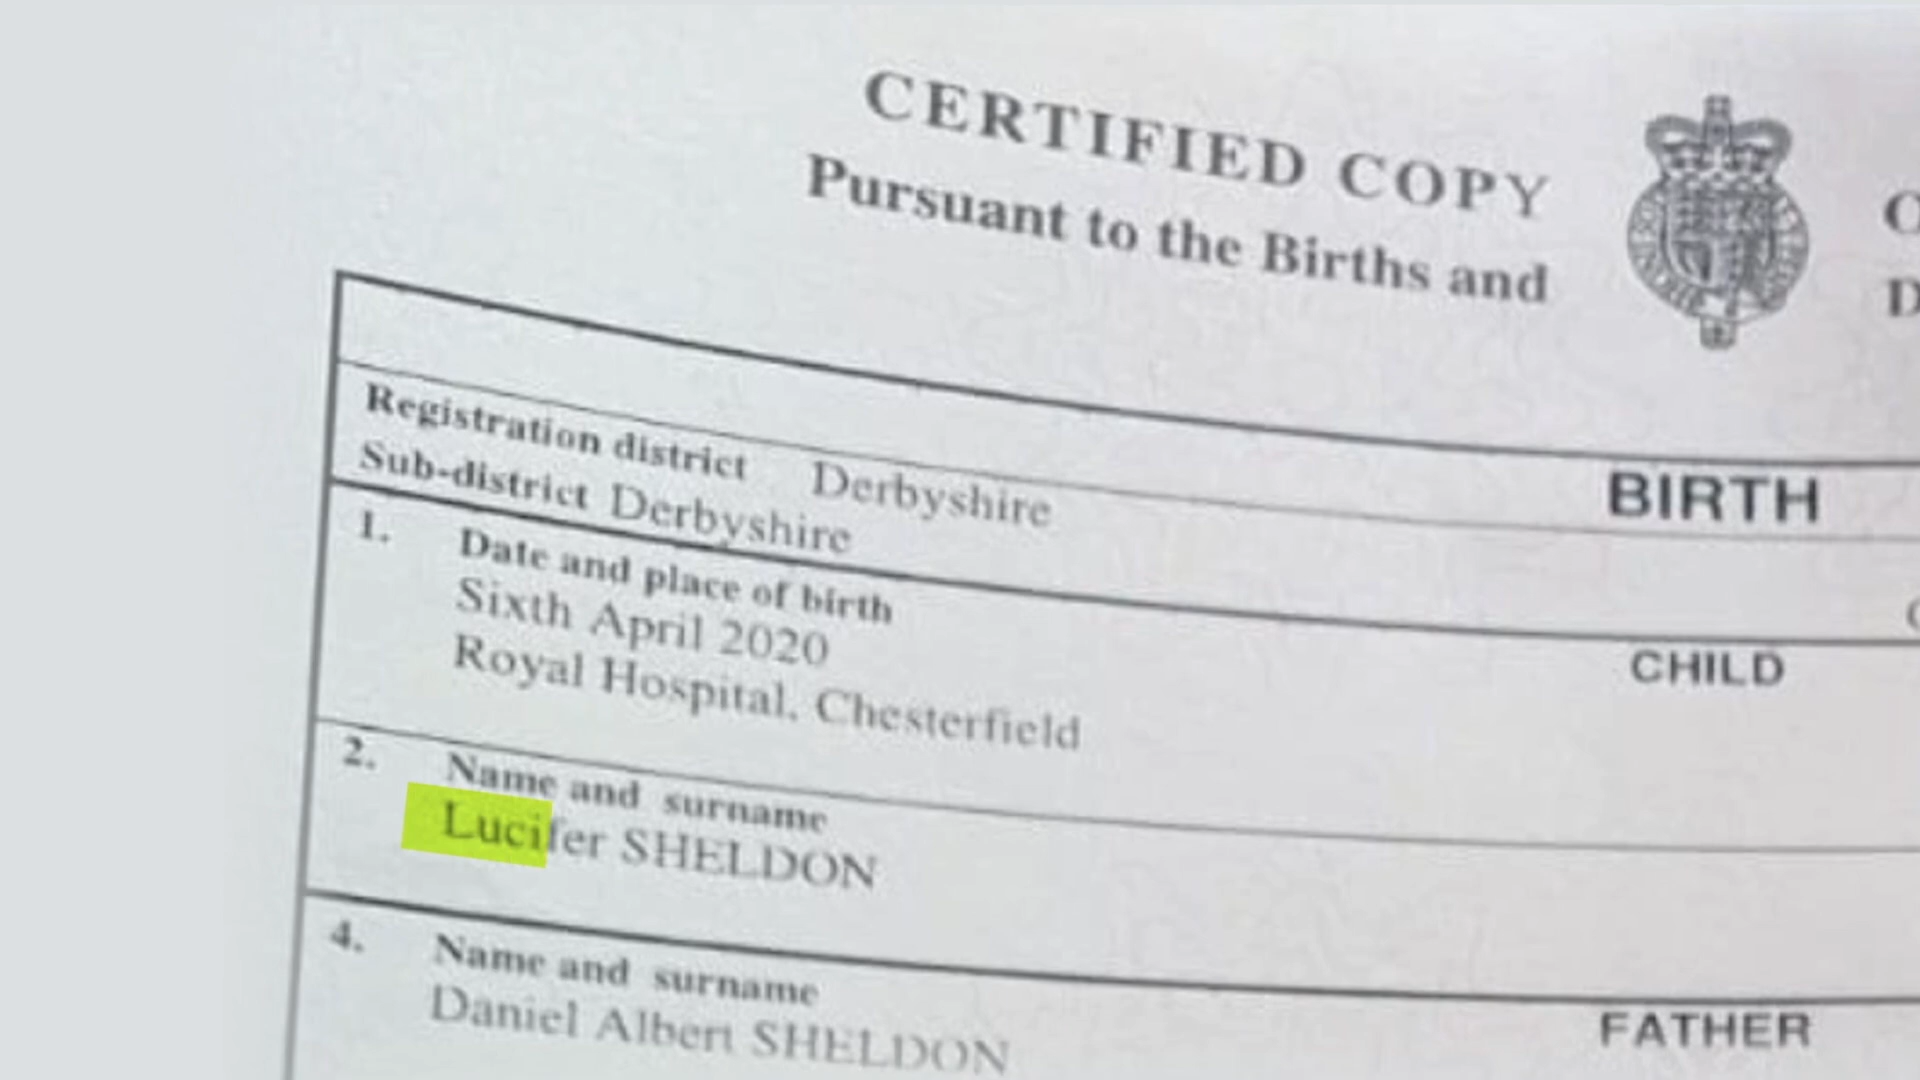 CERTIFIED COPY
Pursuant to the Births and
BIRTH
Registration district Derbyshire
Sub-district Derbyshire
CHILD
1. Date and place of birth
Sixth April 2020
Royal Hospital, Chesterfield
2. Name and surname
Lucifer SHELDON
FATHER
4. Name and surname
Daniel Albert SHELDON